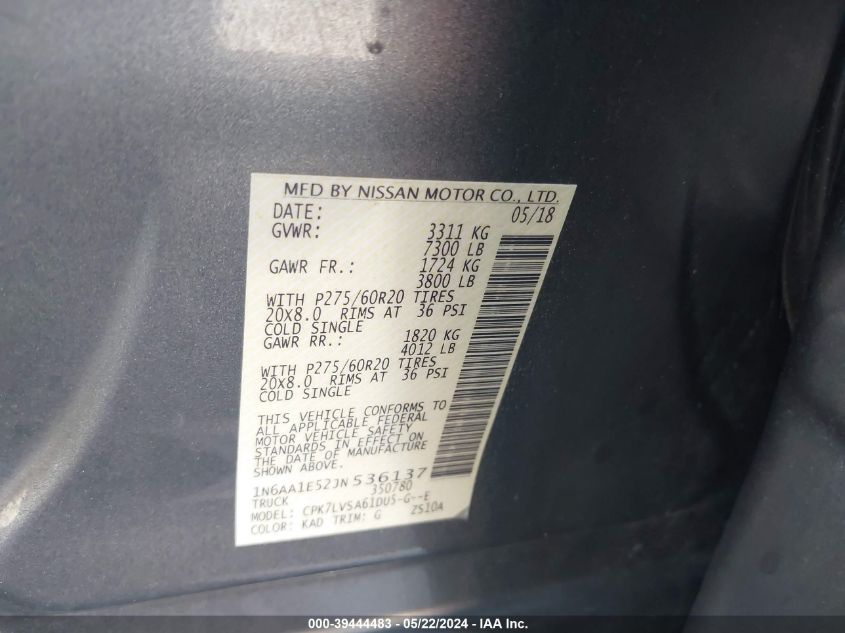 MFD BY NISSAN MOTOR CO., LTD.
DATE: 05/18
GVWR: 3311 KG
7300 LB
GAWR FR.: 1724 KG
3800 LB
WITH P275/60R20 TIRES
20X8.0 RIMS AT 36 PSI
COLD SINGLE
GAWR RR.: 1820 KG
4012 LB
WITH P275/60R20 TIRES
20X8.0 RIMS AT 36 PSI
COLD SINGLE
THIS VEHICLE CONFORMS TO
ALL APPLICABLE FEDERAL
MOTOR VEHICLE SAFETY
STANDARDS IN EFFECT ON
THE DATE OF MANUFACTURE
SHOWN ABOVE.
1N6AA1E52JN536137
TRUCK 350780
MODEL: CPK7LVSA61DU5-G--E
COLOR: KAD TRIM: G ZS10A
000-39444483 - 05/22/2024 - IAA Inc.